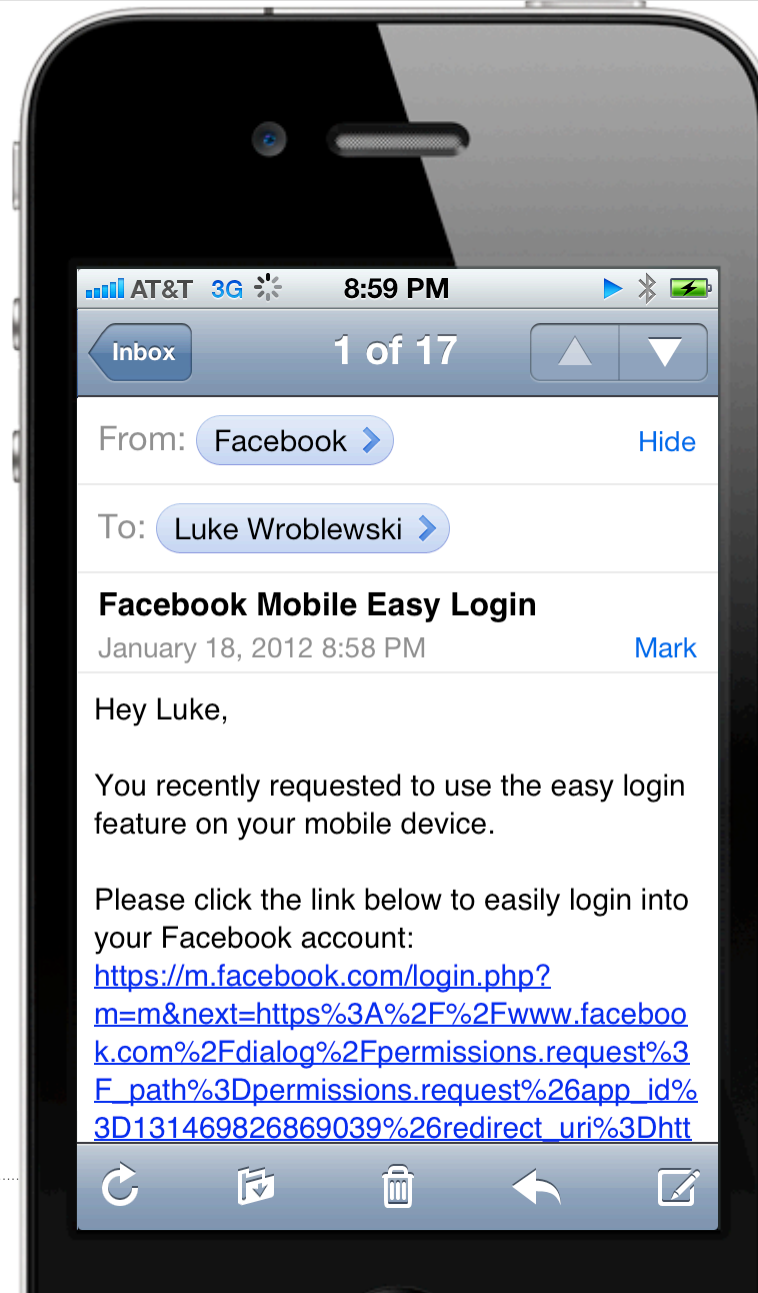 AT&T 3G 8:59 PM
Inbox 1 of 17
From: Facebook Hide
To: Luke Wroblewski
Facebook Mobile Easy Login
January 18, 2012 8:58 PM Mark
Hey Luke,
You recently requested to use the easy login
feature on your mobile device.
Please click the link below to easily login into
your Facebook account:
https://m.facebook.com/login.php?
m=m&next=https%3A%2F%2Fwww.faceboo
k.com%2Fdialog%2Fpermissions.request%3
F_path%3Dpermissions.request%26app_id%
3D131469826869039%26redirect_uri%3Dhtt